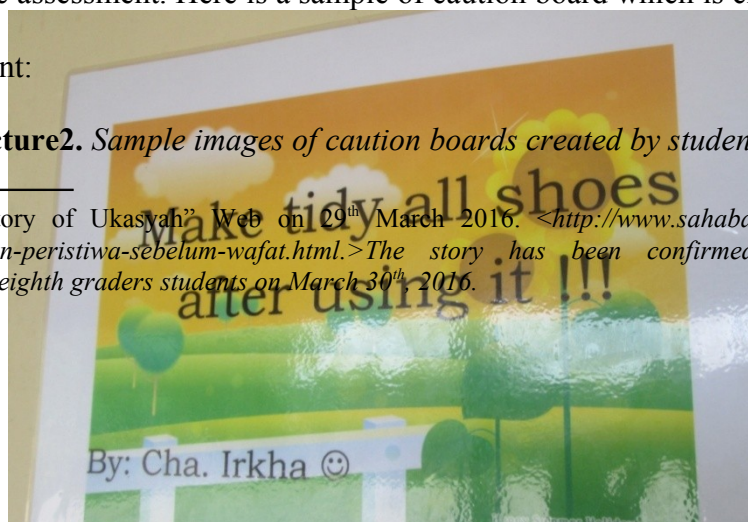 assessment. Here is a sample of caution board which is
nt:
cture2. Sample images of caution boards created by studen
ory of Ukasyah” Web on 29th March 2016. <http://www.sahaba
n-peristiwa-sebelum-wafat.html.>The story has been confirmed
eighth graders students on March 30th, 2016.
Make tidy all shoes
after using it !!!
By: Cha. Irkha ☺